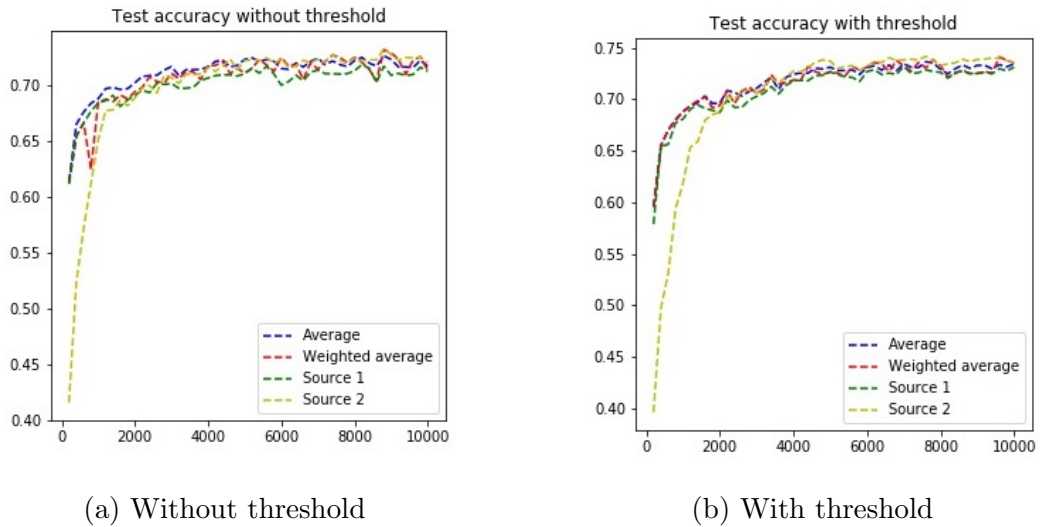 Test accuracy without threshold
0.70
0.65
0.60
0.55
0.50
0.45
0.40
0 2000 4000 6000 8000 10000
Average
Weighted average
Source 1
Source 2
(a) Without threshold
Test accuracy with threshold
0.75
0.70
0.65
0.60
0.55
0.50
0.45
0.40
0 2000 4000 6000 8000 10000
Average
Weighted average
Source 1
Source 2
(b) With threshold